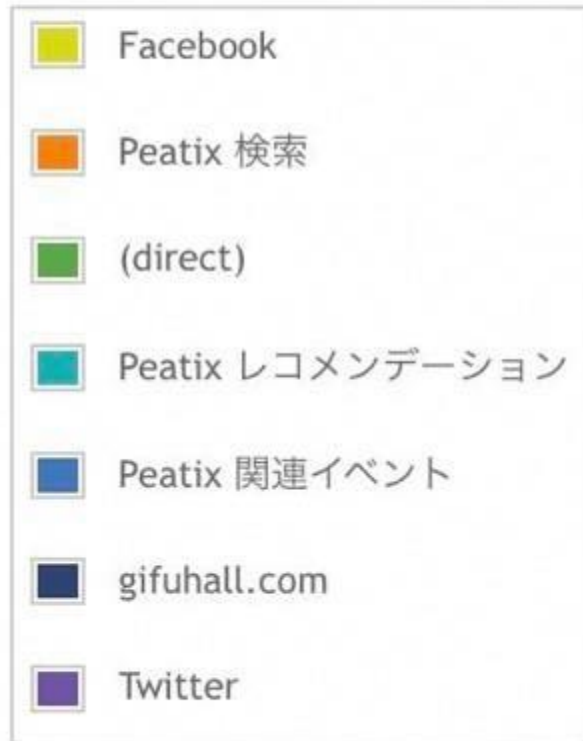 Facebook
Peatix 検索
(direct)
Peatix レコメンデーション
Peatix 関連イベント
gifuhall.com
Twitter